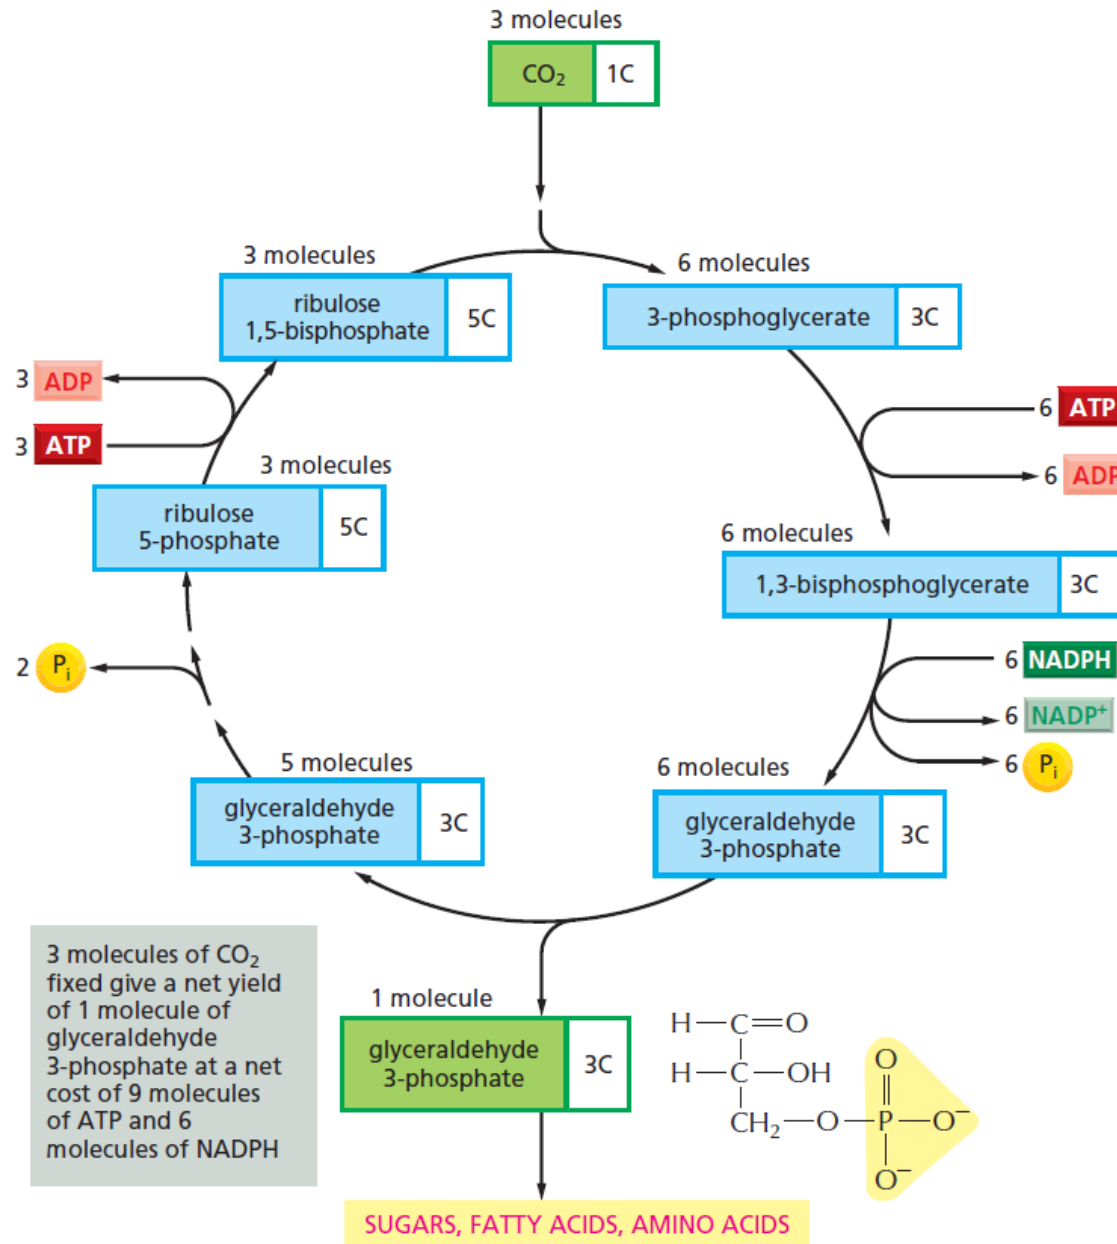 3 molecules
CO₂ 1C
3 molecules
ribulose
1,5-bisphosphate
5C
6 molecules
3-phosphoglycerate 3C
3 ADP
3 ATP
6 ATP
6 ADP
3 molecules
ribulose
5-phosphate
5C
6 molecules
1,3-bisphosphoglycerate 3C
2 Pi
6 NADPH
6 NADP⁺
6 Pi
5 molecules
glyceraldehyde
3-phosphate
3C
6 molecules
glyceraldehyde
3-phosphate
3C
3 molecules of CO₂
fixed give a net yield
of 1 molecule of
glyceraldehyde
3-phosphate at a net
cost of 9 molecules
of ATP and 6
molecules of NADPH
1 molecule
glyceraldehyde
3-phosphate
3C
H—C=O
H—C—OH
CH₂—O—P—O⁻
O
O⁻
SUGARS, FATTY ACIDS, AMINO ACIDS